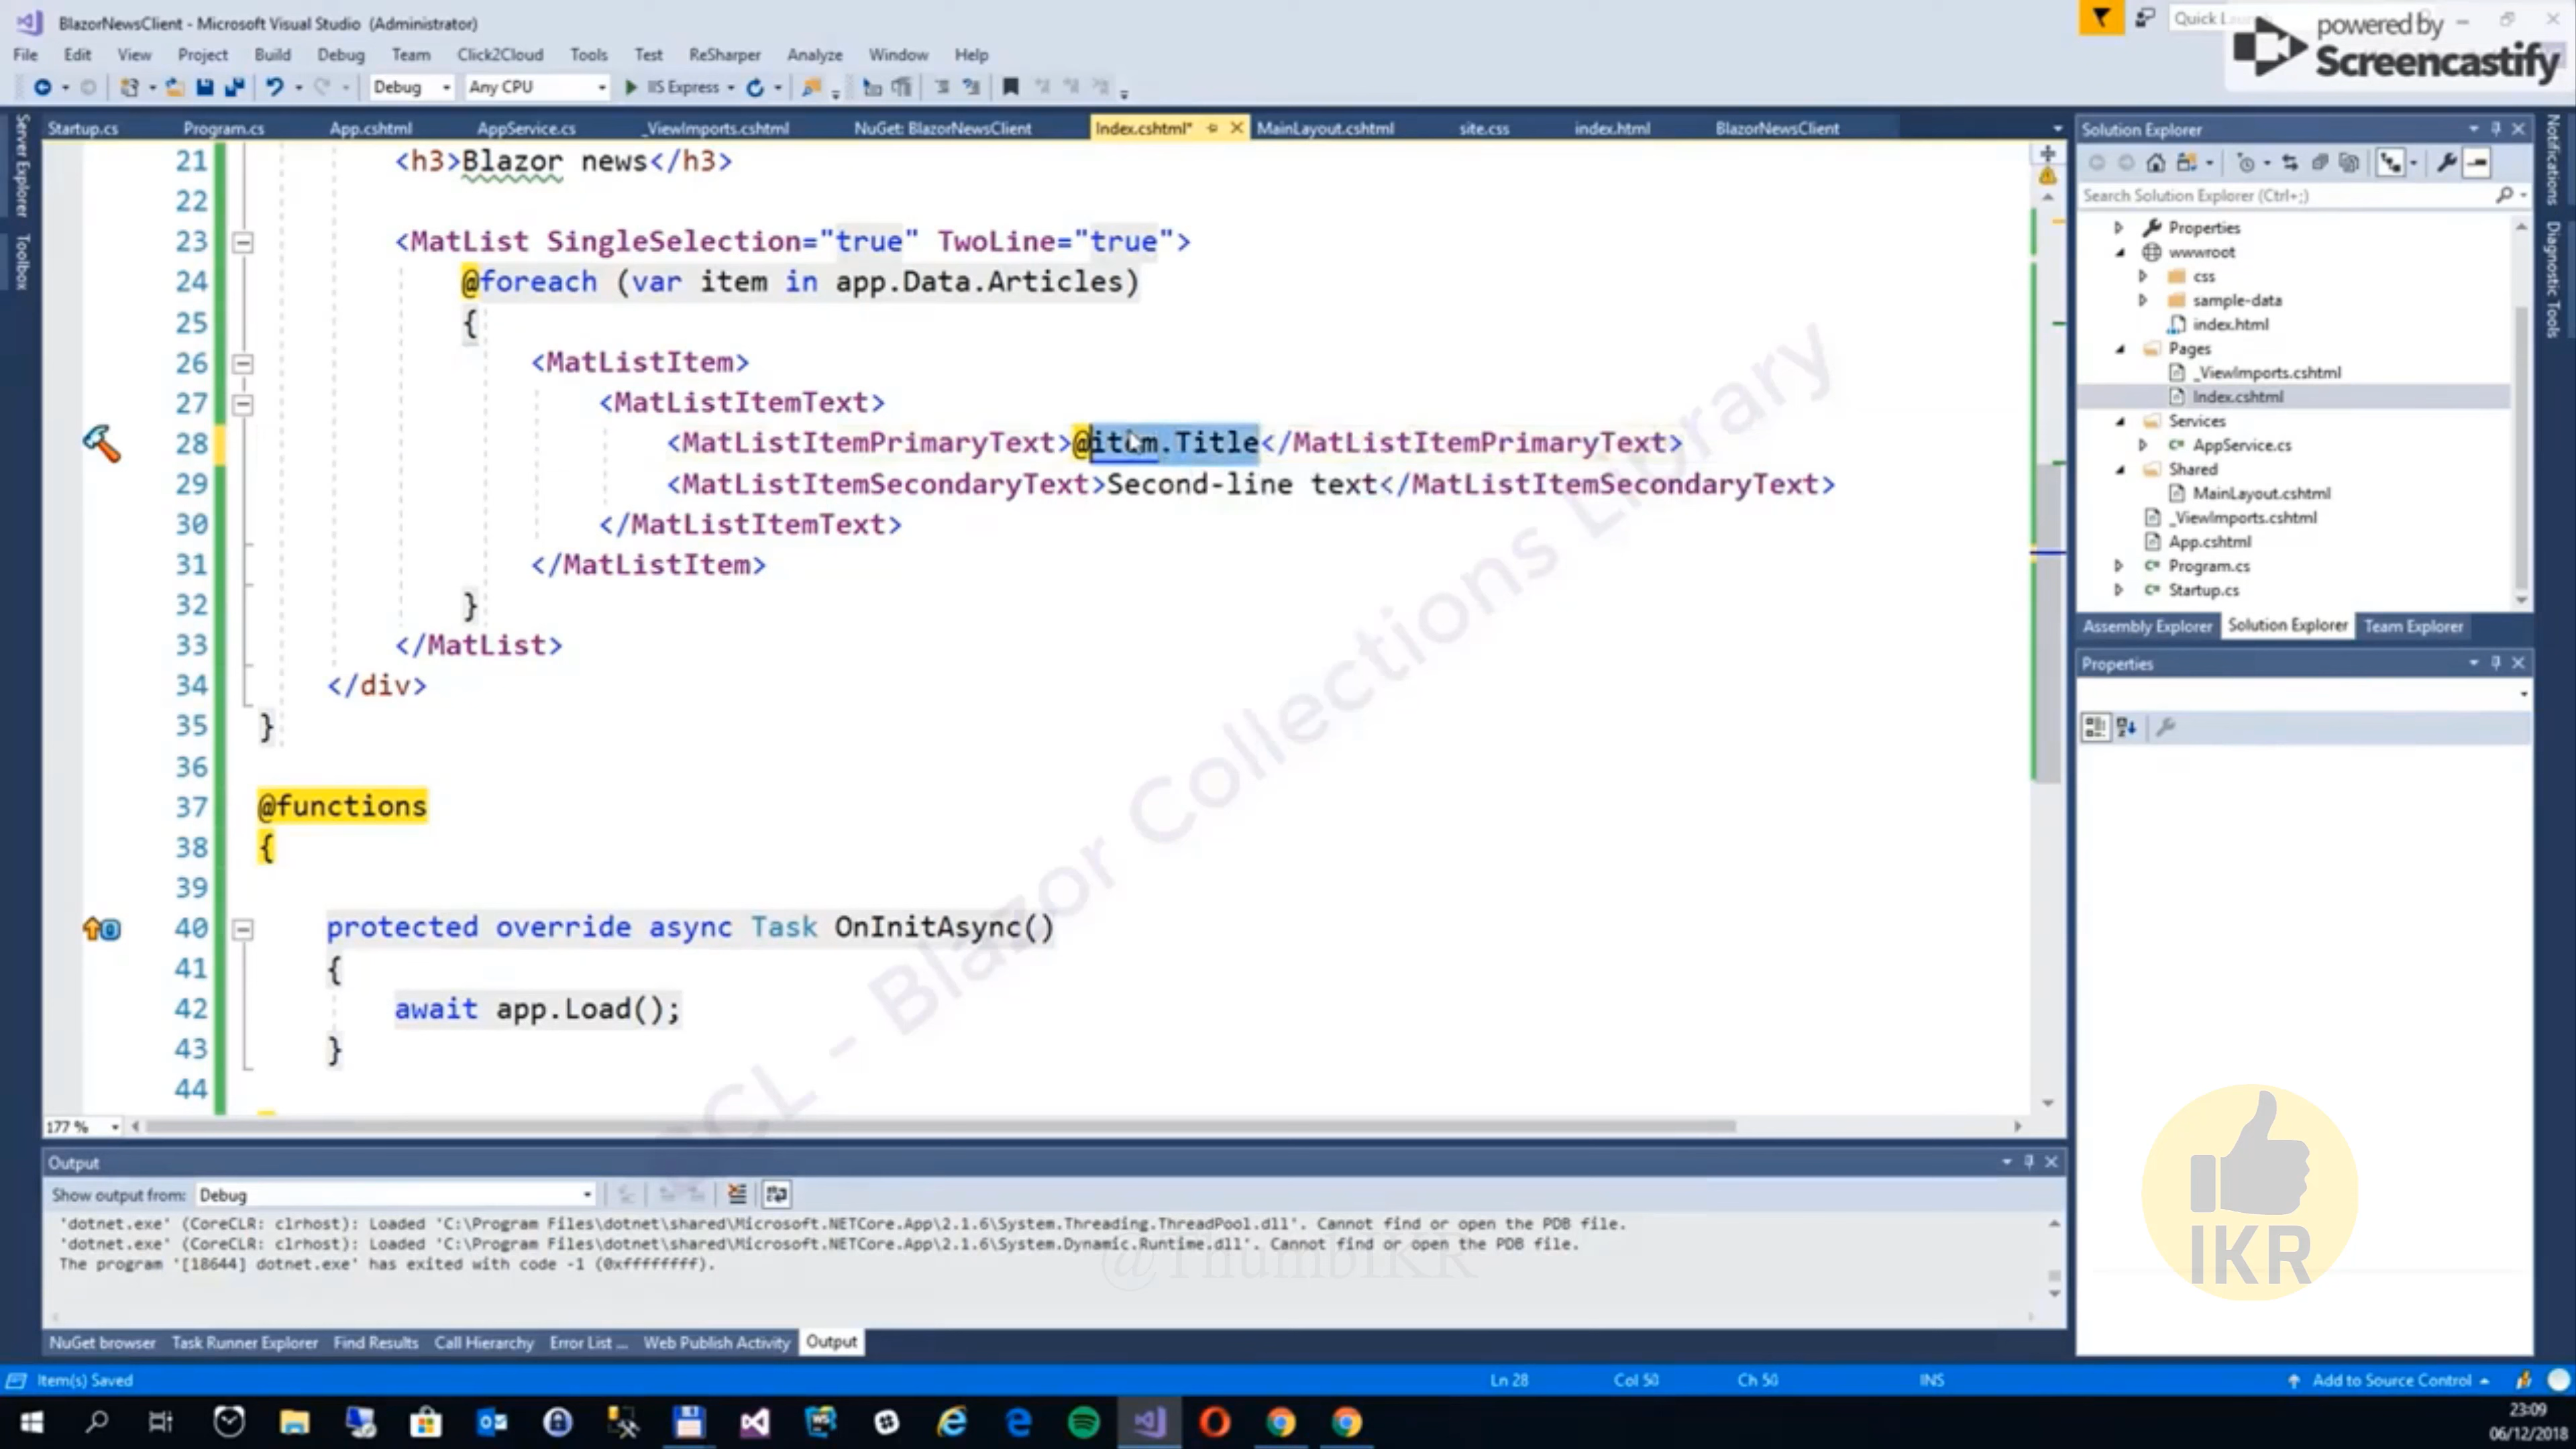 BlazorNewsClient - Microsoft Visual Studio (Administrator)
powered by
Screencastify
File Edit View Project Build Debug Team Click2Cloud Tools Test ReSharper Analyze Window Help
Debug Any CPU IIS Express
Startup.cs Program.cs App.cshtml AppService.cs _ViewImports.cshtml NuGet: BlazorNewsClient Index.cshtml* MainLayout.cshtml site.css index.html BlazorNewsClient
Server Explorer
Toolbox
21 <h3>Blazor news</h3>
22
23 <MatList SingleSelection="true" TwoLine="true">
24 @foreach (var item in app.Data.Articles)
25 {
26 <MatListItem>
27 <MatListItemText>
28 <MatListItemPrimaryText>@item.Title</MatListItemPrimaryText>
29 <MatListItemSecondaryText>Second-line text</MatListItemSecondaryText>
30 </MatListItemText>
31 </MatListItem>
32 }
33 </MatList>
34 </div>
35 }
36
37 @functions
38 {
39
40 protected override async Task OnInitAsync()
41 {
42 await app.Load();
43 }
44
177 %
Blazor Collections Library
Solution Explorer
Search Solution Explorer (Ctrl+;)
Properties
wwwroot
css
sample-data
index.html
Pages
_ViewImports.cshtml
Index.cshtml
Services
AppService.cs
Shared
MainLayout.cshtml
_ViewImports.cshtml
App.cshtml
Program.cs
Startup.cs
Assembly Explorer Solution Explorer Team Explorer
Properties
Notifications
Diagnostic Tools
IKR
Output
Show output from: Debug
'dotnet.exe' (CoreCLR: clrhost): Loaded 'C:\Program Files\dotnet\shared\Microsoft.NETCore.App\2.1.6\System.Threading.ThreadPool.dll'. Cannot find or open the PDB file.
'dotnet.exe' (CoreCLR: clrhost): Loaded 'C:\Program Files\dotnet\shared\Microsoft.NETCore.App\2.1.6\System.Dynamic.Runtime.dll'. Cannot find or open the PDB file.
The program '[18644] dotnet.exe' has exited with code -1 (0xffffffff).
@ThumbIKR
NuGet browser Task Runner Explorer Find Results Call Hierarchy Error List ... Web Publish Activity Output
Item(s) Saved Ln 28 Col 50 Ch 50 INS Add to Source Control
23:09
06/12/2018